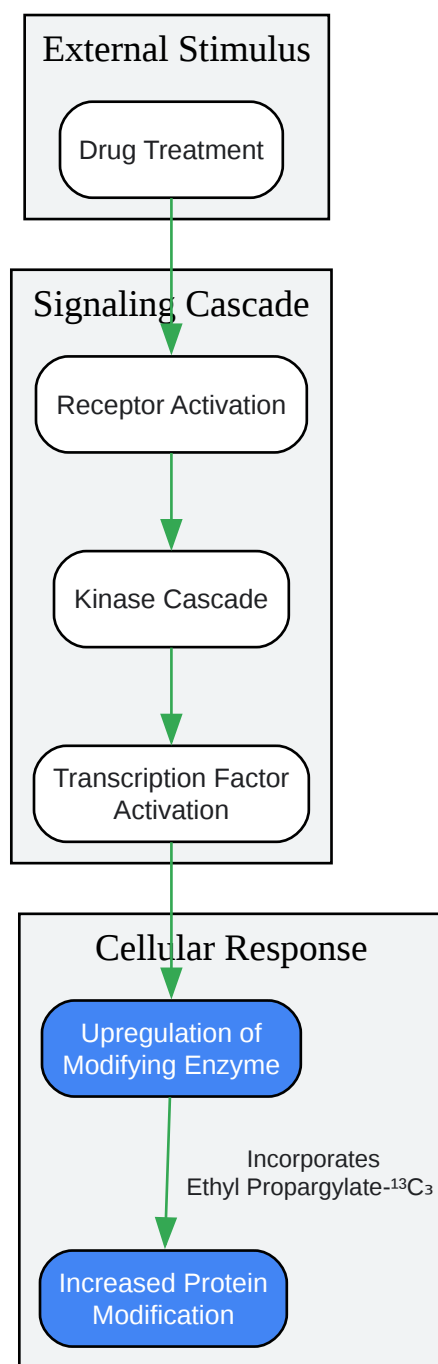 External Stimulus
Drug Treatment
Signaling Cascade
Receptor Activation
Kinase Cascade
Transcription Factor
Activation
Cellular Response
Upregulation of
Modifying Enzyme
Incorporates
Ethyl Propargylate-¹³C₃
Increased Protein
Modification